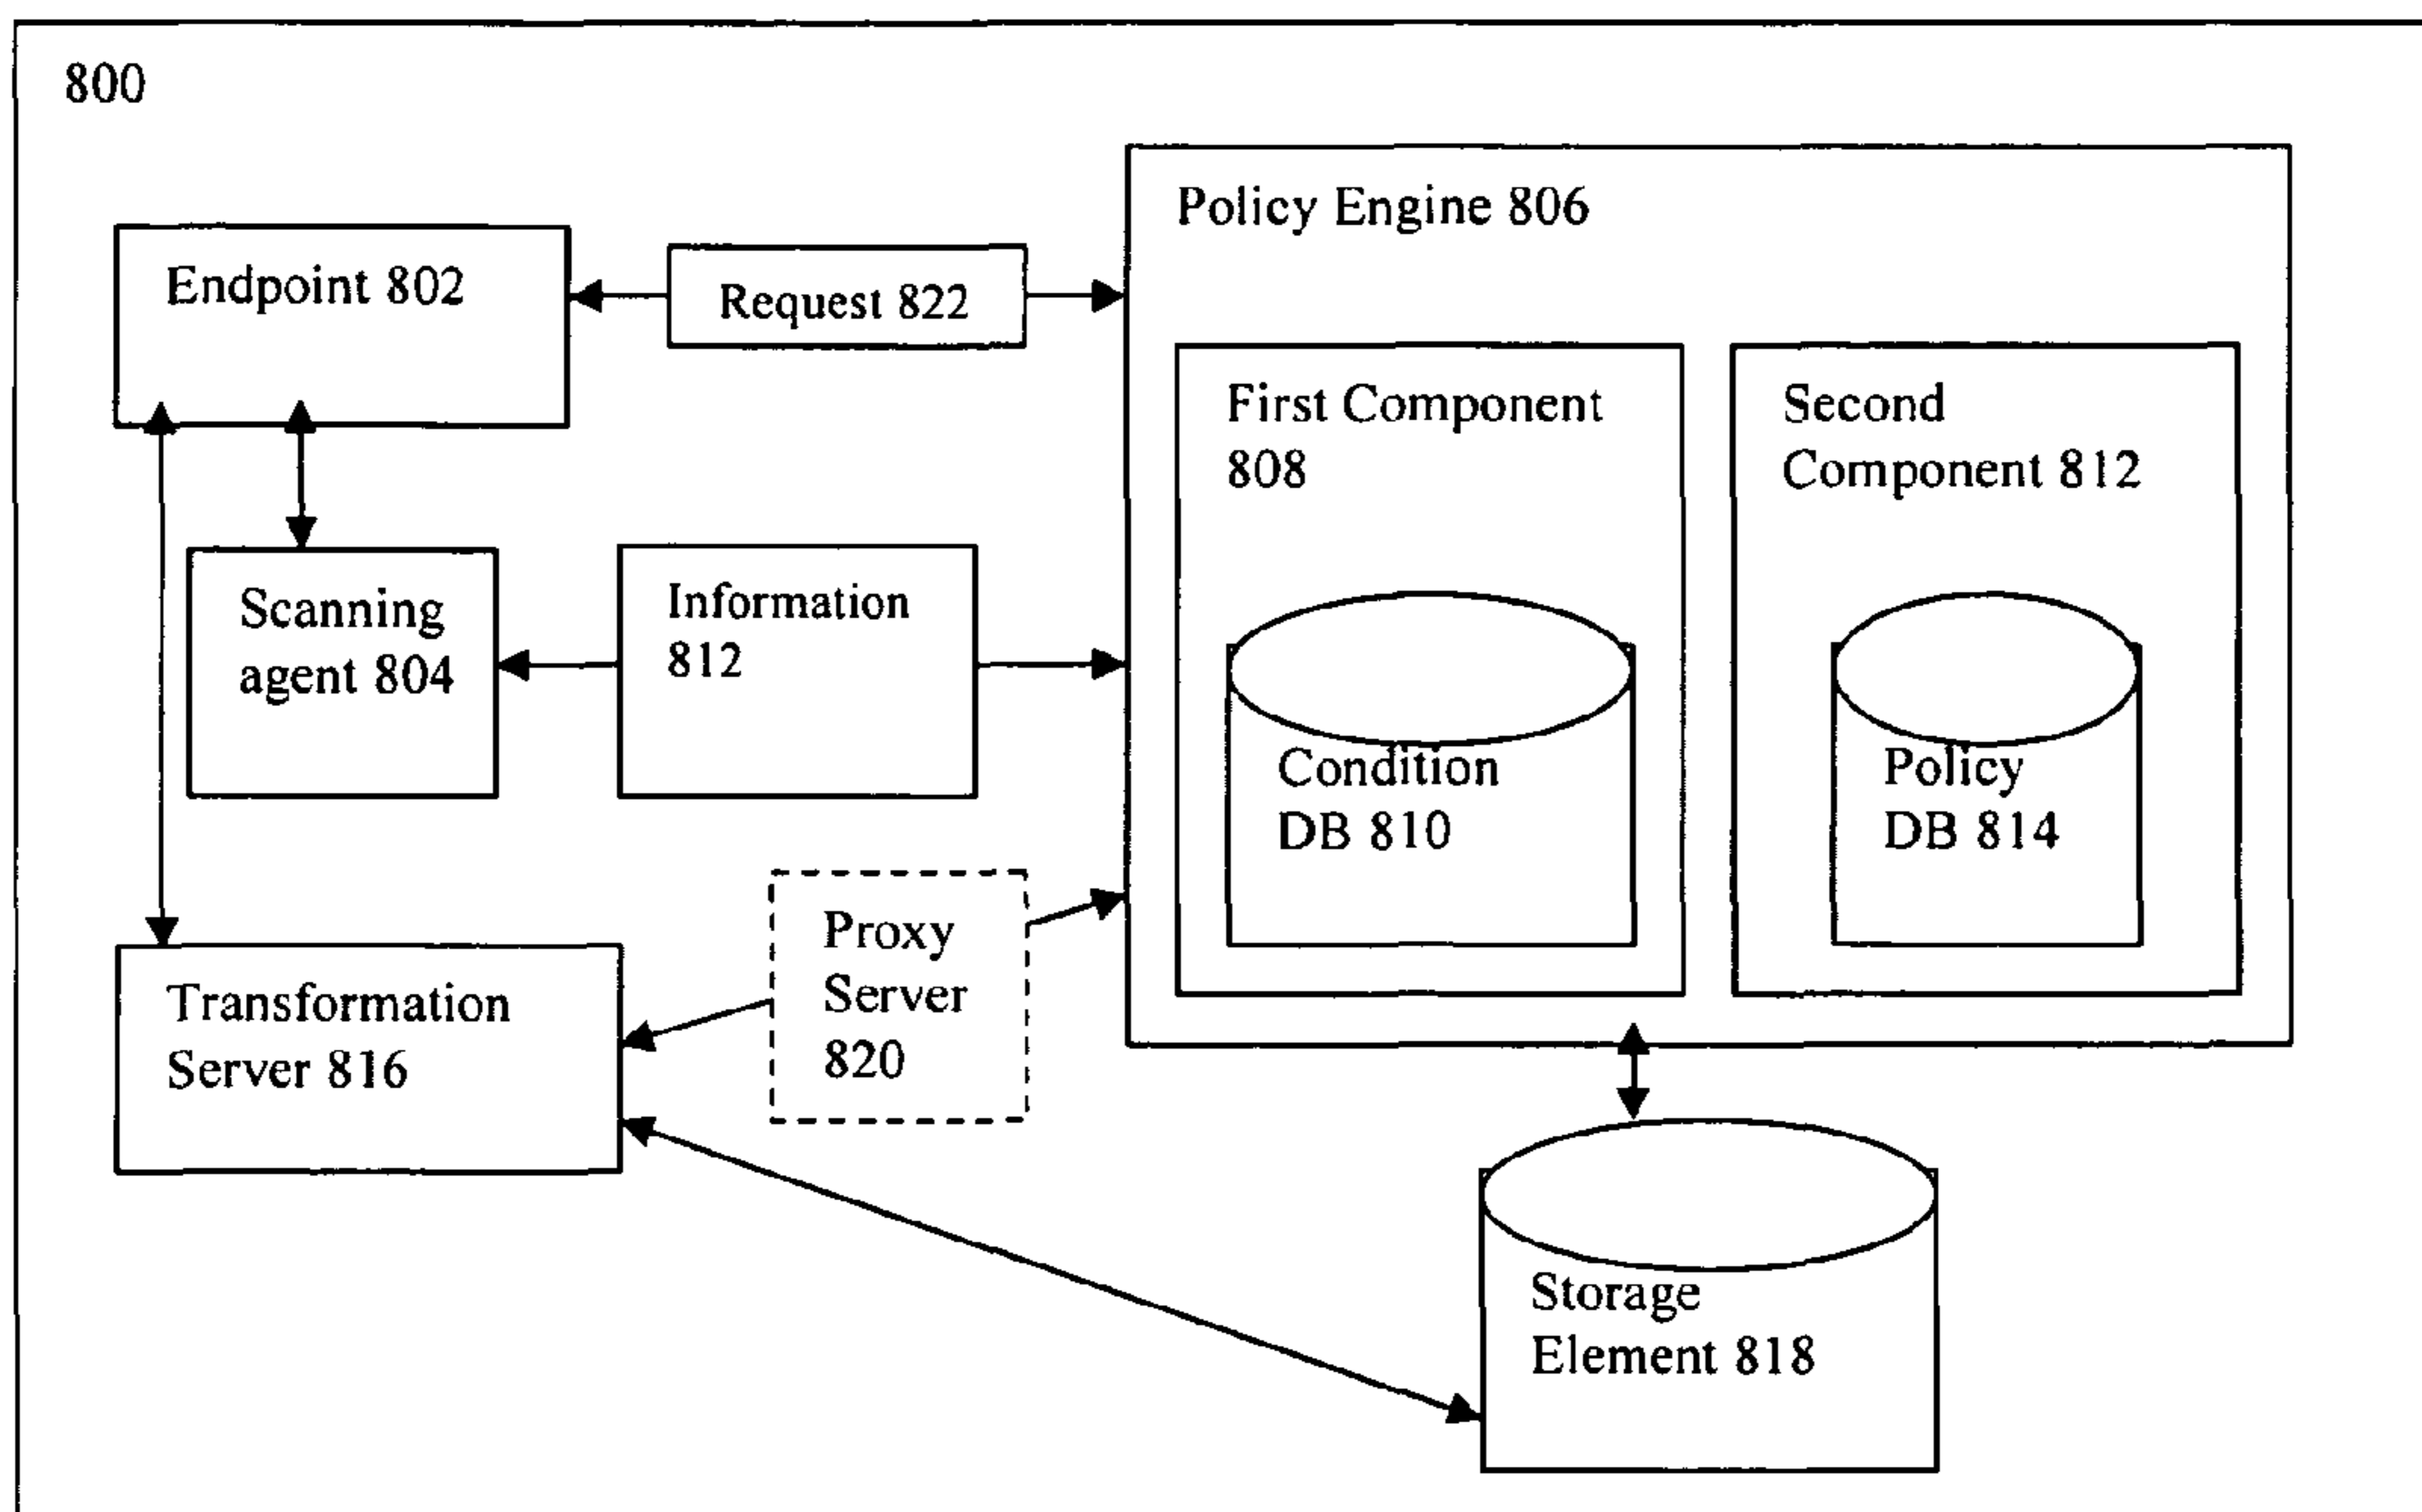 800
Policy Engine 806
Endpoint 802
Request 822
First Component
808
Second
Component 812
Scanning
agent 804
Information
812
Condition
DB 810
Policy
DB 814
Proxy
Server
820
Transformation
Server 816
Storage
Element 818